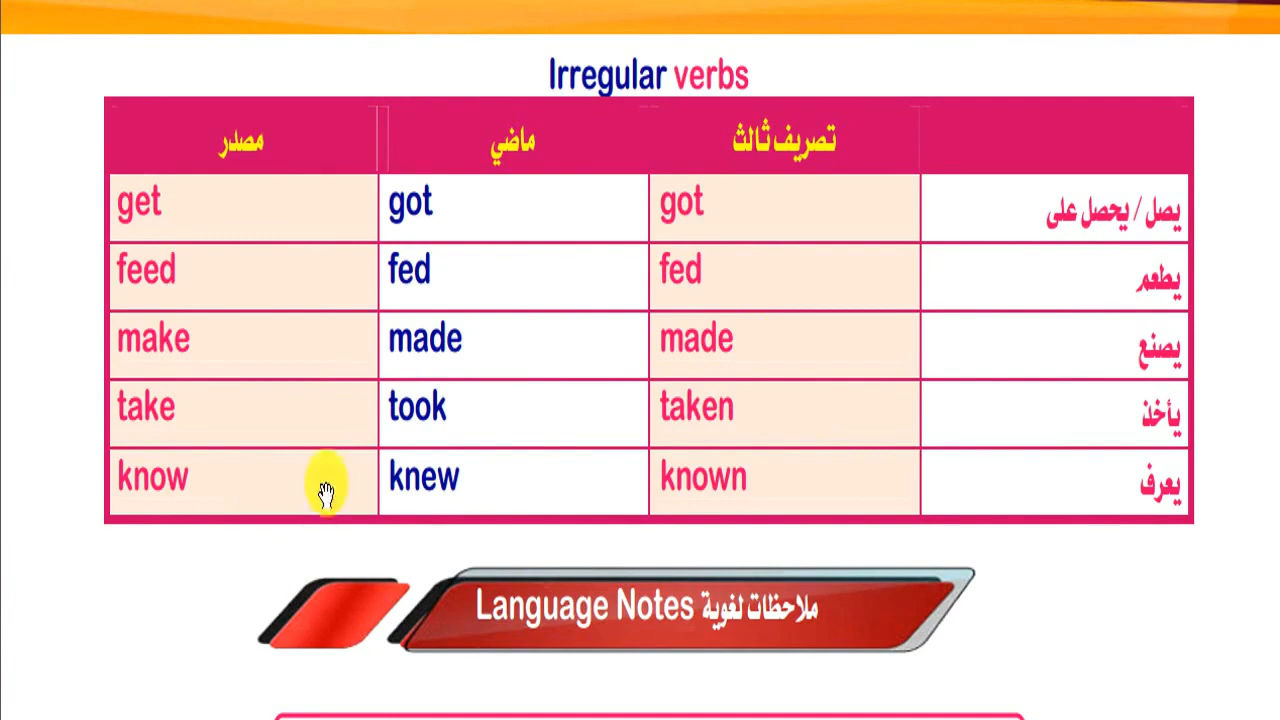 Irregular verbs
مصدر ماضي تصريف ثالث
get got got يصل / يحصل على
feed fed fed يطعم
make made made يصنع
take took taken يأخذ
know knew known يعرف
Language Notes ملاحظات لغوية